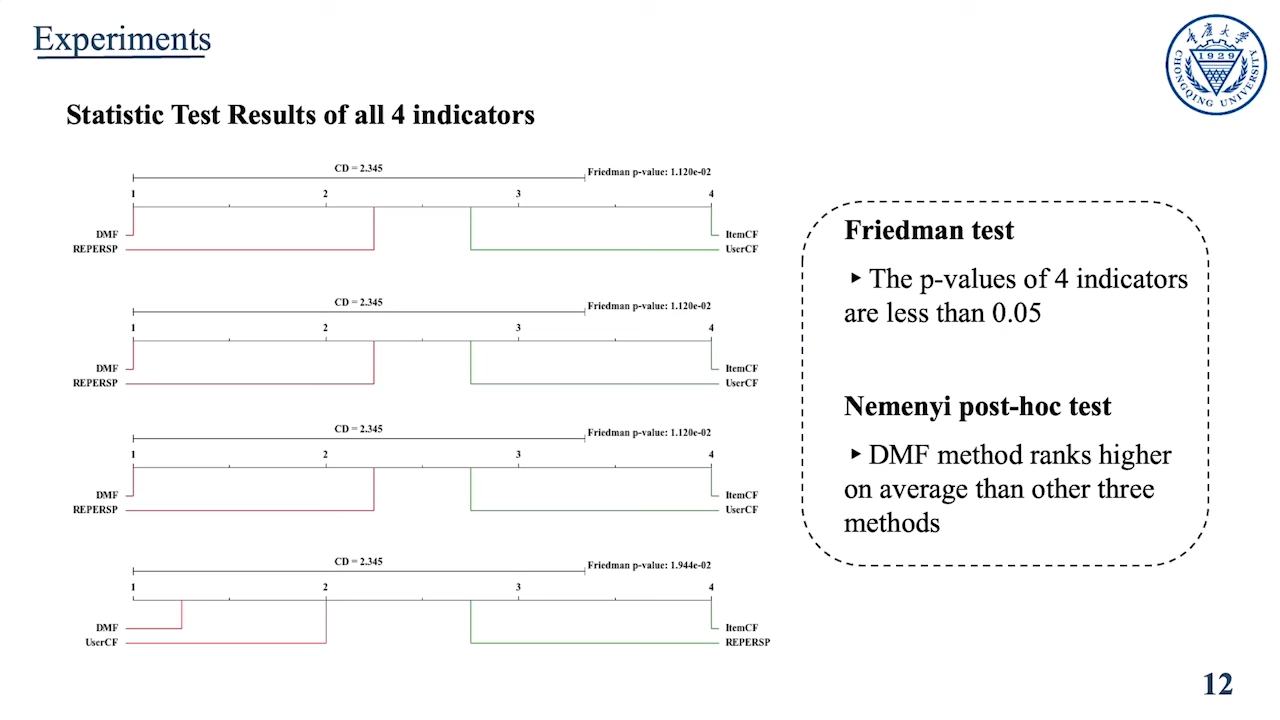 Experiments
重庆大学
1929
CHONGQING UNIVERSITY
Statistic Test Results of all 4 indicators
CD = 2.345
Friedman p-value: 1.120e-02
1 2 3 4
DMF ItemCF
REPERSP UserCF
CD = 2.345
Friedman p-value: 1.120e-02
1 2 3 4
DMF ItemCF
REPERSP UserCF
CD = 2.345
Friedman p-value: 1.120e-02
1 2 3 4
DMF ItemCF
REPERSP UserCF
CD = 2.345
Friedman p-value: 1.944e-02
1 2 3 4
DMF ItemCF
UserCF REPERSP
Friedman test
‣ The p-values of 4 indicators
are less than 0.05
Nemenyi post-hoc test
‣ DMF method ranks higher
on average than other three
methods
12